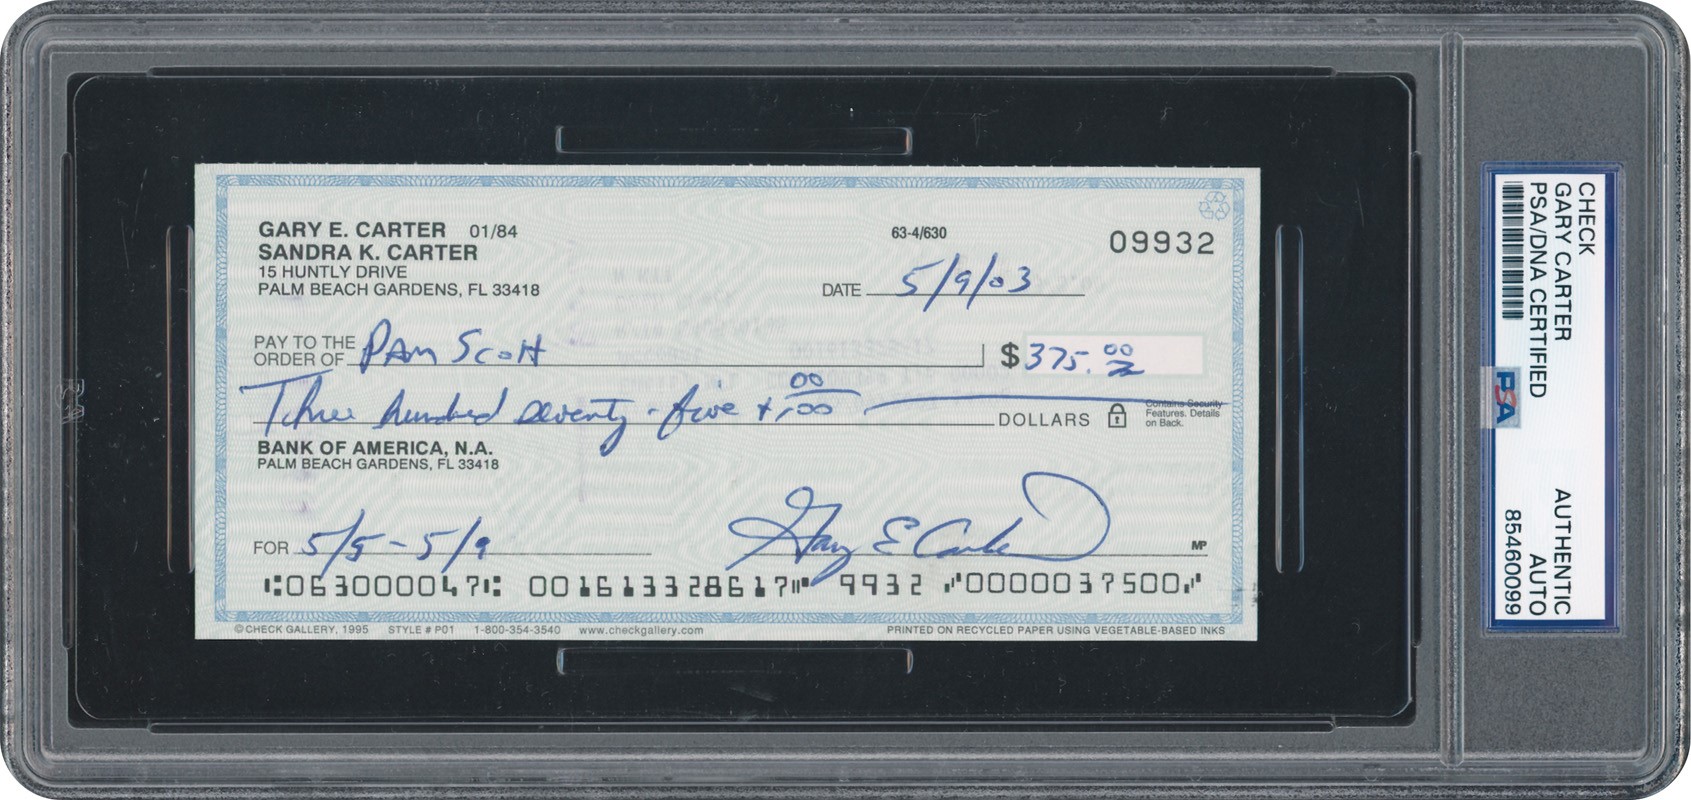 GARY E. CARTER 01/84
SANDRA K. CARTER
15 HUNTLY DRIVE
PALM BEACH GARDENS, FL 33418
63-4/630
09932
DATE 5/9/03
PAY TO THE
ORDER OF PAM SCOTT
$ 375. 00
Three hundred seventy-five + 00/100
DOLLARS
Contains Security
Features. Details
on Back.
BANK OF AMERICA, N.A.
PALM BEACH GARDENS, FL 33418
FOR 5/5-5/9
Gary E Carter
MP
⑆063000047⑆ 001613328617⑈ 9932 ⑇0000037500⑇
©CHECK GALLERY, 1995 STYLE # P01 1-800-354-3540 www.checkgallery.com
PRINTED ON RECYCLED PAPER USING VEGETABLE-BASED INKS
CHECK
GARY CARTER
PSA/DNA CERTIFIED
PSA
AUTHENTIC
AUTO
85460099